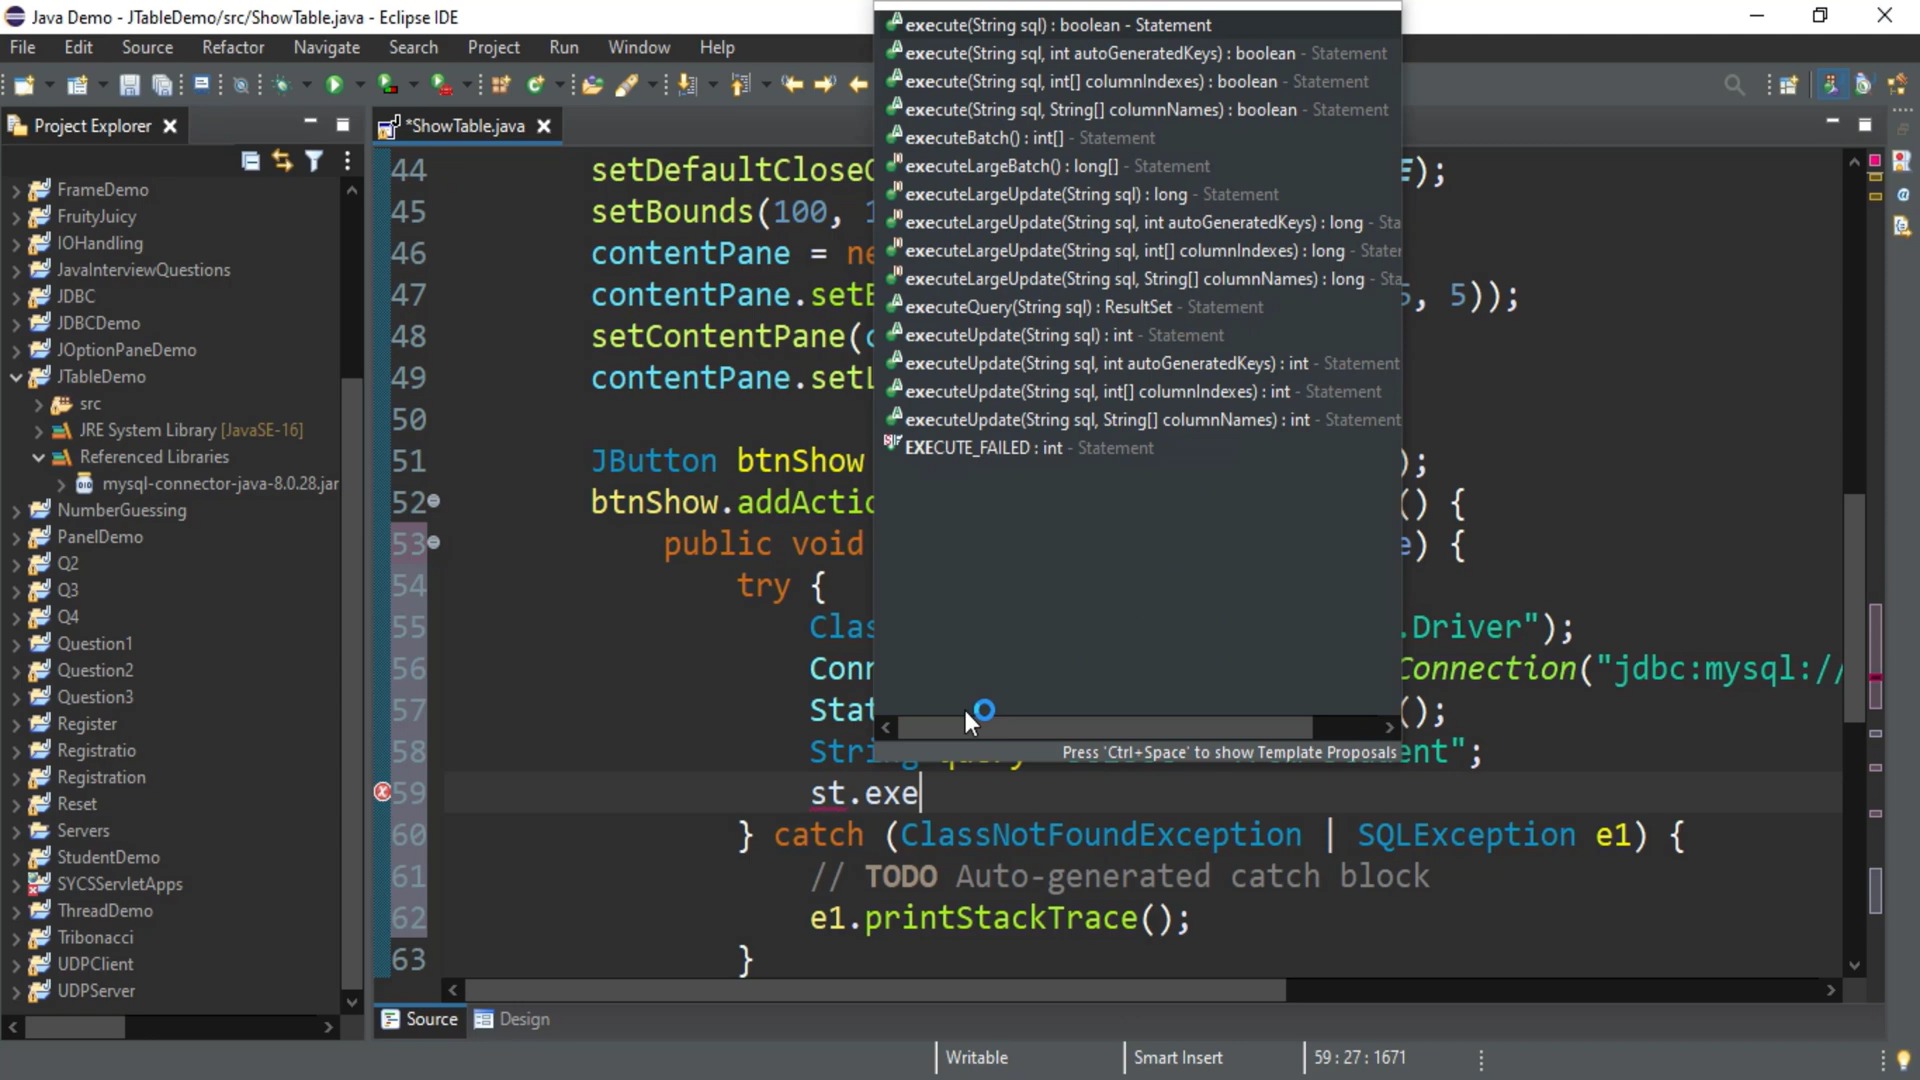 Java Demo - JTableDemo/src/ShowTable.java - Eclipse IDE
File Edit Source Refactor Navigate Search Project Run Window Help
Project Explorer
*ShowTable.java
FrameDemo
FruityJuicy
IOHandling
JavaInterviewQuestions
JDBC
JDBCDemo
JOptionPaneDemo
JTableDemo
src
JRE System Library [JavaSE-16]
Referenced Libraries
mysql-connector-java-8.0.28.jar
NumberGuessing
PanelDemo
Q2
Q3
Q4
Question1
Question2
Question3
Register
Registratio
Registration
Reset
Servers
StudentDemo
SYCSServletApps
ThreadDemo
Tribonacci
UDPClient
UDPServer
execute(String sql) : boolean - Statement
execute(String sql, int autoGeneratedKeys) : boolean - Statement
execute(String sql, int[] columnIndexes) : boolean - Statement
execute(String sql, String[] columnNames) : boolean - Statement
executeBatch() : int[] - Statement
executeLargeBatch() : long[] - Statement
executeLargeUpdate(String sql) : long - Statement
executeLargeUpdate(String sql, int autoGeneratedKeys) : long - Sta
executeLargeUpdate(String sql, int[] columnIndexes) : long - Stater
executeLargeUpdate(String sql, String[] columnNames) : long - Sta
executeQuery(String sql) : ResultSet - Statement
executeUpdate(String sql) : int - Statement
executeUpdate(String sql, int autoGeneratedKeys) : int - Statement
executeUpdate(String sql, int[] columnIndexes) : int - Statement
executeUpdate(String sql, String[] columnNames) : int - Statement
EXECUTE_FAILED : int - Statement
Press 'Ctrl+Space' to show Template Proposals
44 setDefaultClose );
45 setBounds(100,
46 contentPane = ne
47 contentPane.set , 5));
48 setContentPane(
49 contentPane.set
50
51 JButton btnShow );
52 btnShow.addActi () {
53 public void e) {
54 try {
55 Clas .Driver");
56 Conn Connection("jdbc:mysql://
57 Stat ();
58 String query ent";
59 st.exe
60 } catch (ClassNotFoundException | SQLException e1) {
61 // TODO Auto-generated catch block
62 e1.printStackTrace();
63 }
Source Design
Writable Smart Insert 59 : 27 : 1671